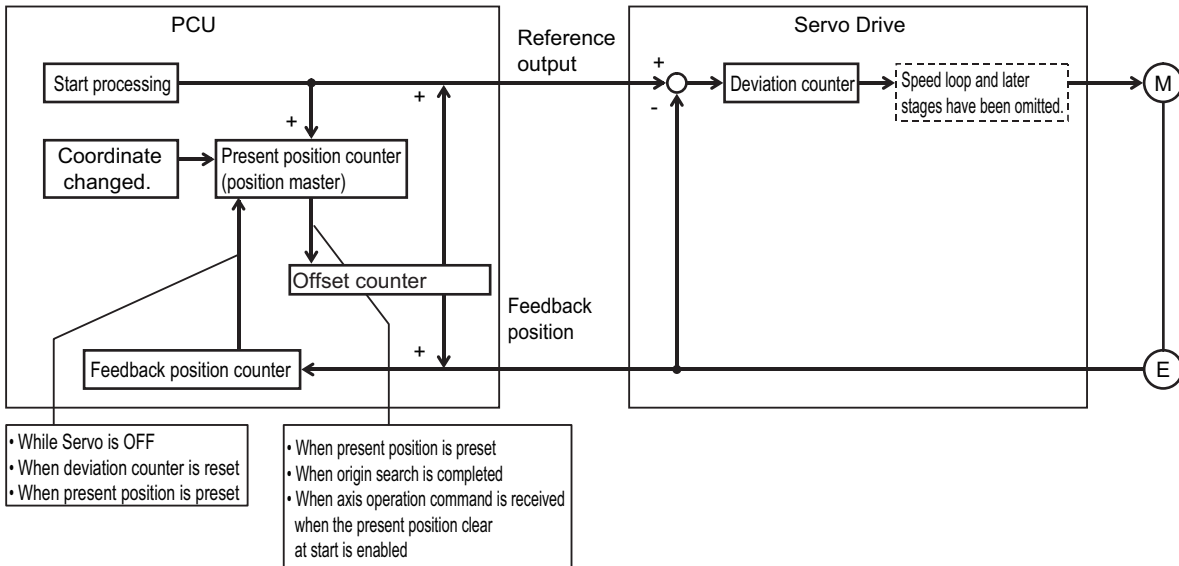 PCU
Servo Drive
Reference
output
Start processing
+
+
+
-
Deviation counter
Speed loop and later
stages have been omitted.
M
Coordinate
changed.
Present position counter
(position master)
Offset counter
Feedback
position
Feedback position counter
+
E
• While Servo is OFF
• When deviation counter is reset
• When present position is preset
• When present position is preset
• When origin search is completed
• When axis operation command is received
when the present position clear
at start is enabled